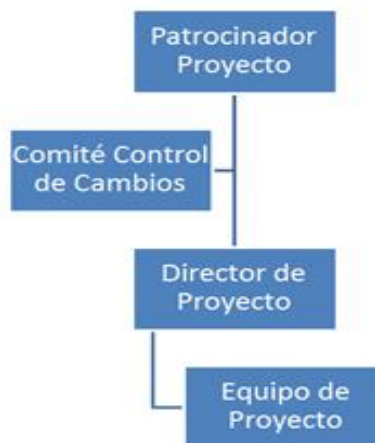 Patrocinador
Proyecto
Comité Control
de Cambios
Director de
Proyecto
Equipo de
Proyecto